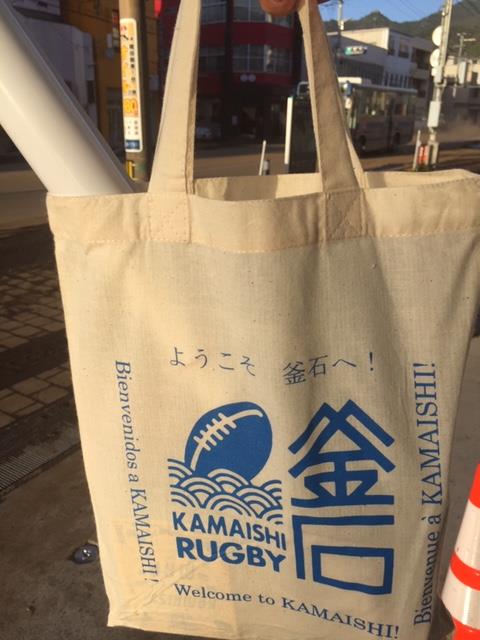 ようこそ 釜石へ!
Bienvenidos a KAMAISHI!
KAMAISHI
RUGBY
釜石
Bienvenue à KAMAISHI!
Welcome to KAMAISHI!